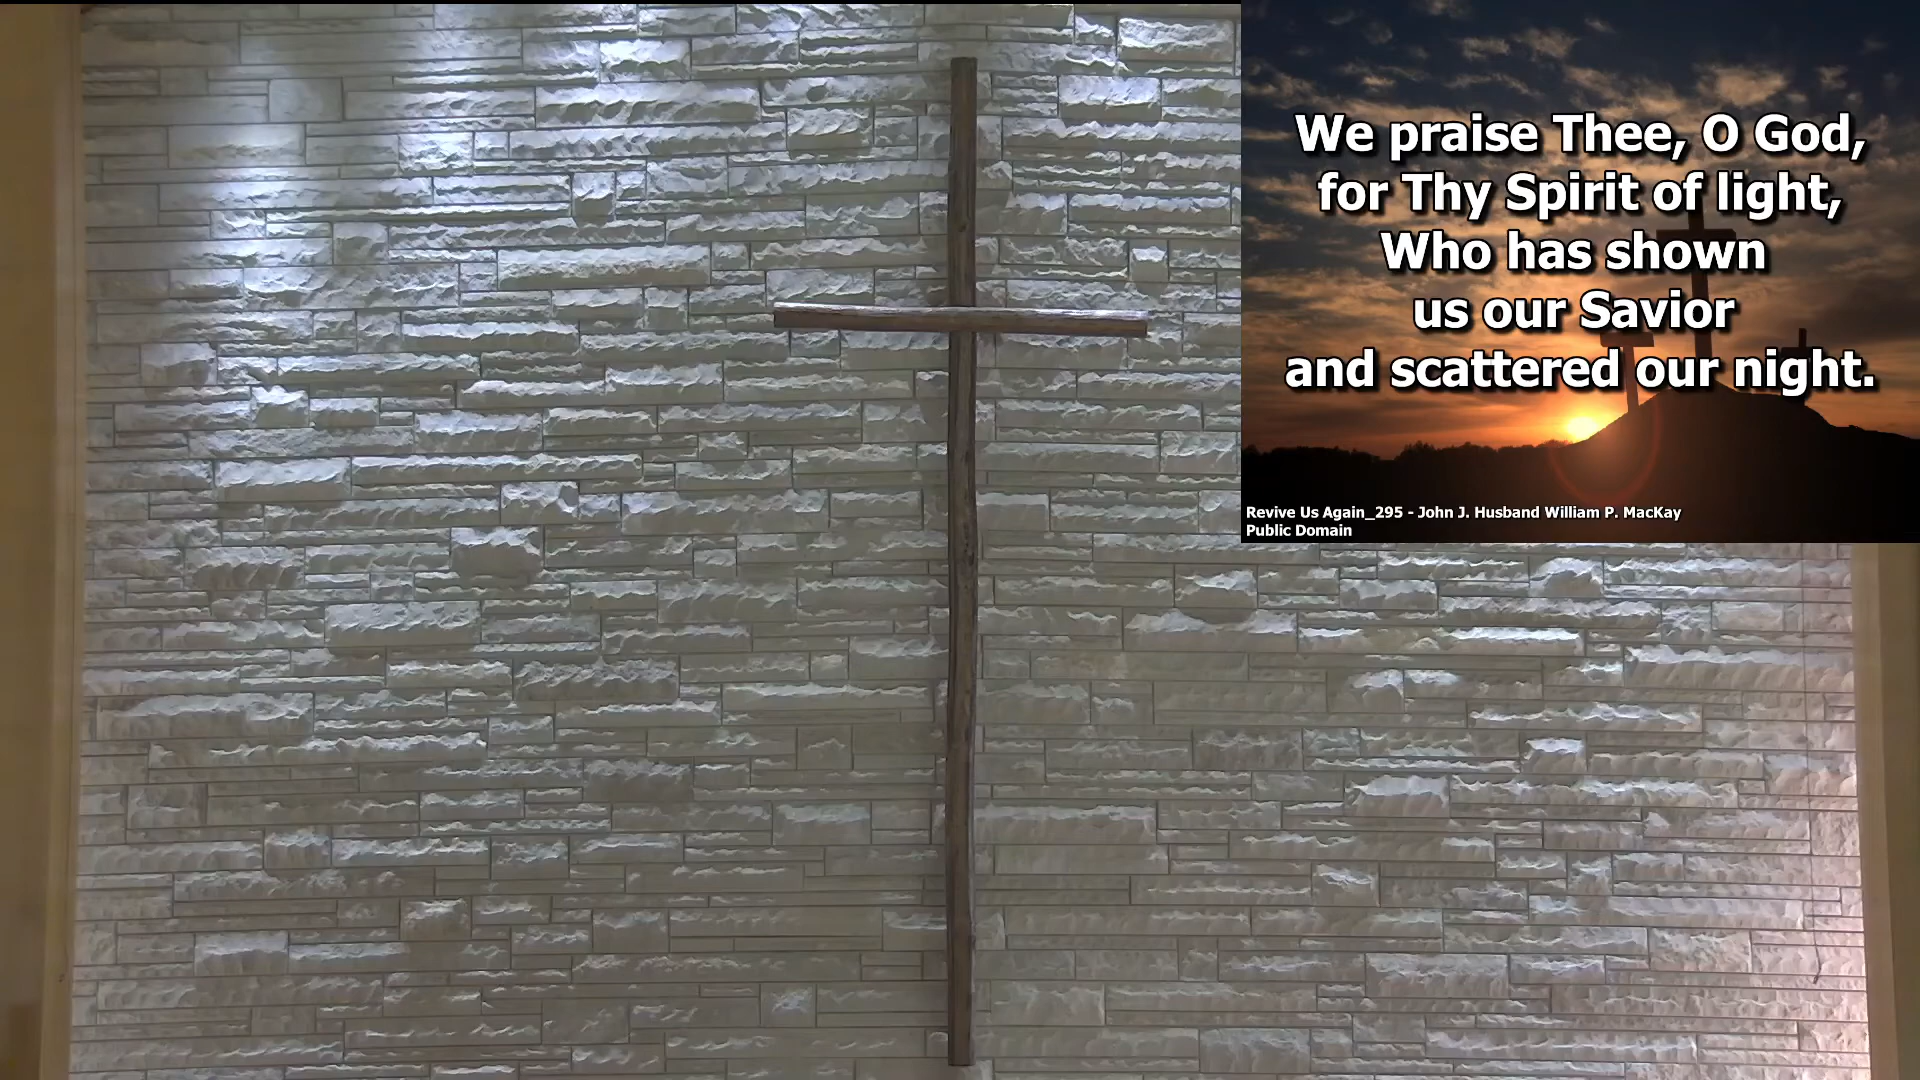 We praise Thee, O God,
for Thy Spirit of light,
Who has shown
us our Savior
and scattered our night.
Revive Us Again_295 - John J. Husband William P. MacKay
Public Domain